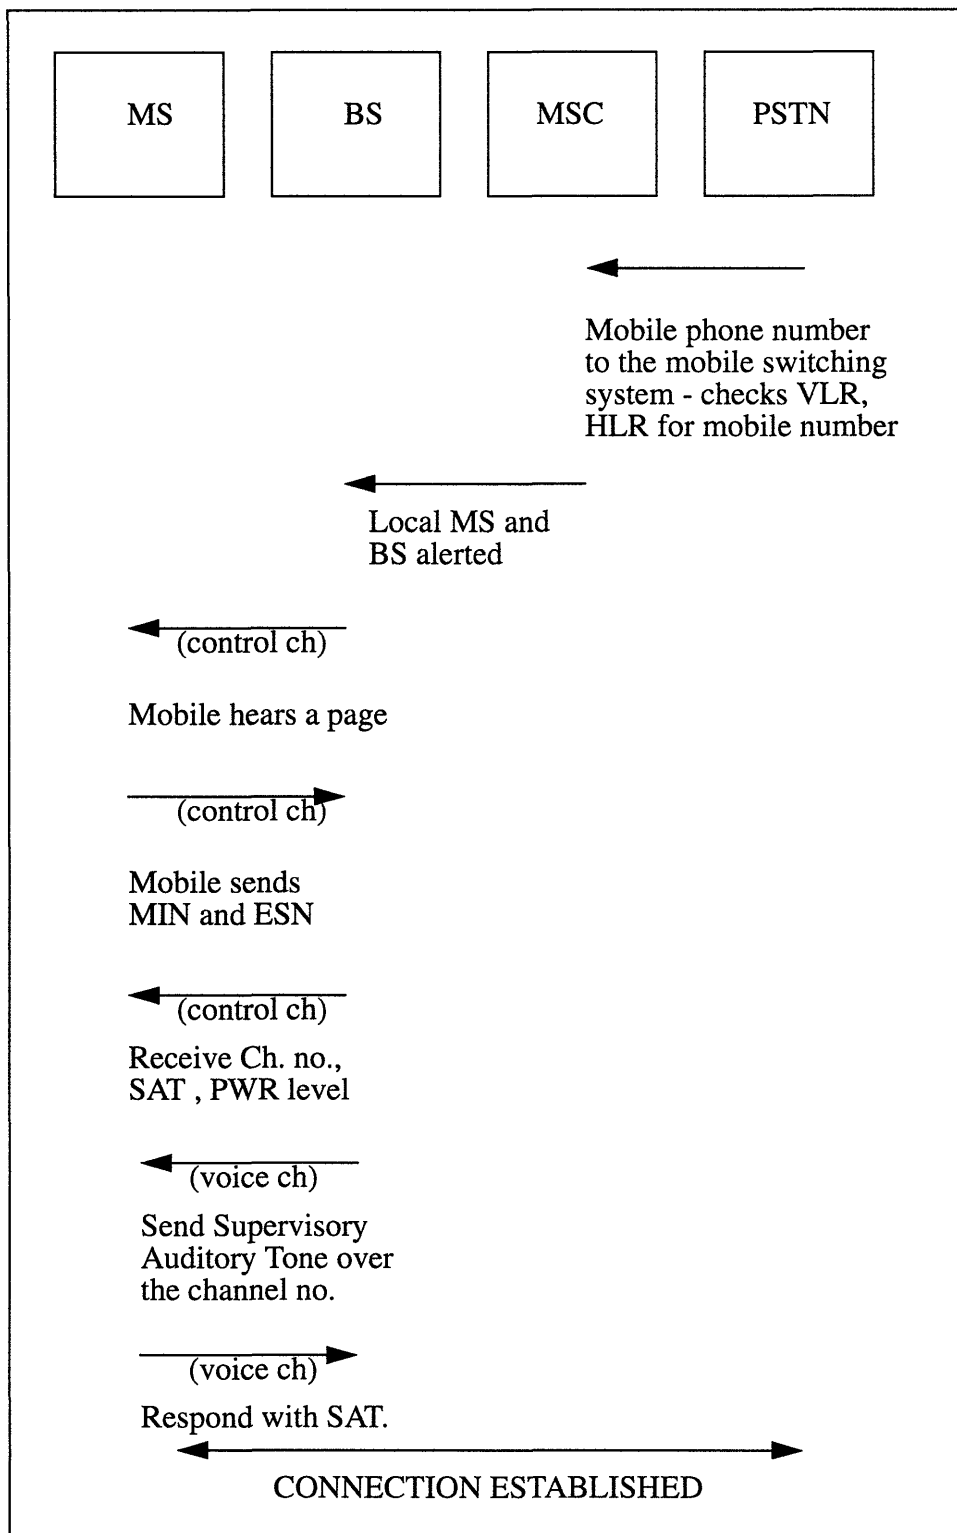 MS BS MSC PSTN
Mobile phone number
to the mobile switching
system - checks VLR,
HLR for mobile number
Local MS and
BS alerted
(control ch)
Mobile hears a page
(control ch)
Mobile sends
MIN and ESN
(control ch)
Receive Ch. no.,
SAT , PWR level
(voice ch)
Send Supervisory
Auditory Tone over
the channel no.
(voice ch)
Respond with SAT.
CONNECTION ESTABLISHED